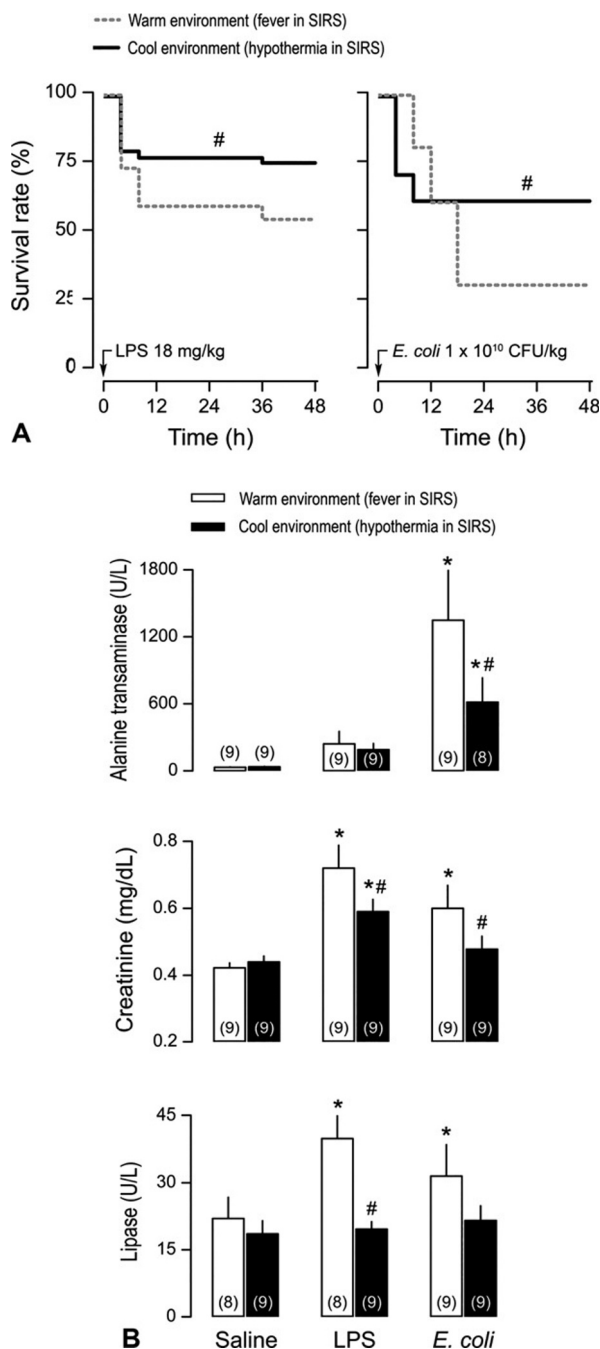 Warm environment (fever in SIRS)
Cool environment (hypothermia in SIRS)
Survival rate (%)
100
75
50
25
0
# #
LPS 18 mg/kg
E. coli 1 x 10¹⁰ CFU/kg
0 12 24 36 48
0 12 24 36 48
A
Time (h)
Time (h)
Warm environment (fever in SIRS)
Cool environment (hypothermia in SIRS)
Alanine transaminase (U/L)
1800
1200
600
0
*
*#
(9) (9) (9) (9) (9) (8)
Creatinine (mg/dL)
0.8
0.6
0.4
0.2
*
*#
*
#
(9) (9) (9) (9) (9) (9)
Lipase (U/L)
45
30
15
0
*
#
*
(8) (9) (8) (9) (9) (9)
B
Saline LPS E. coli